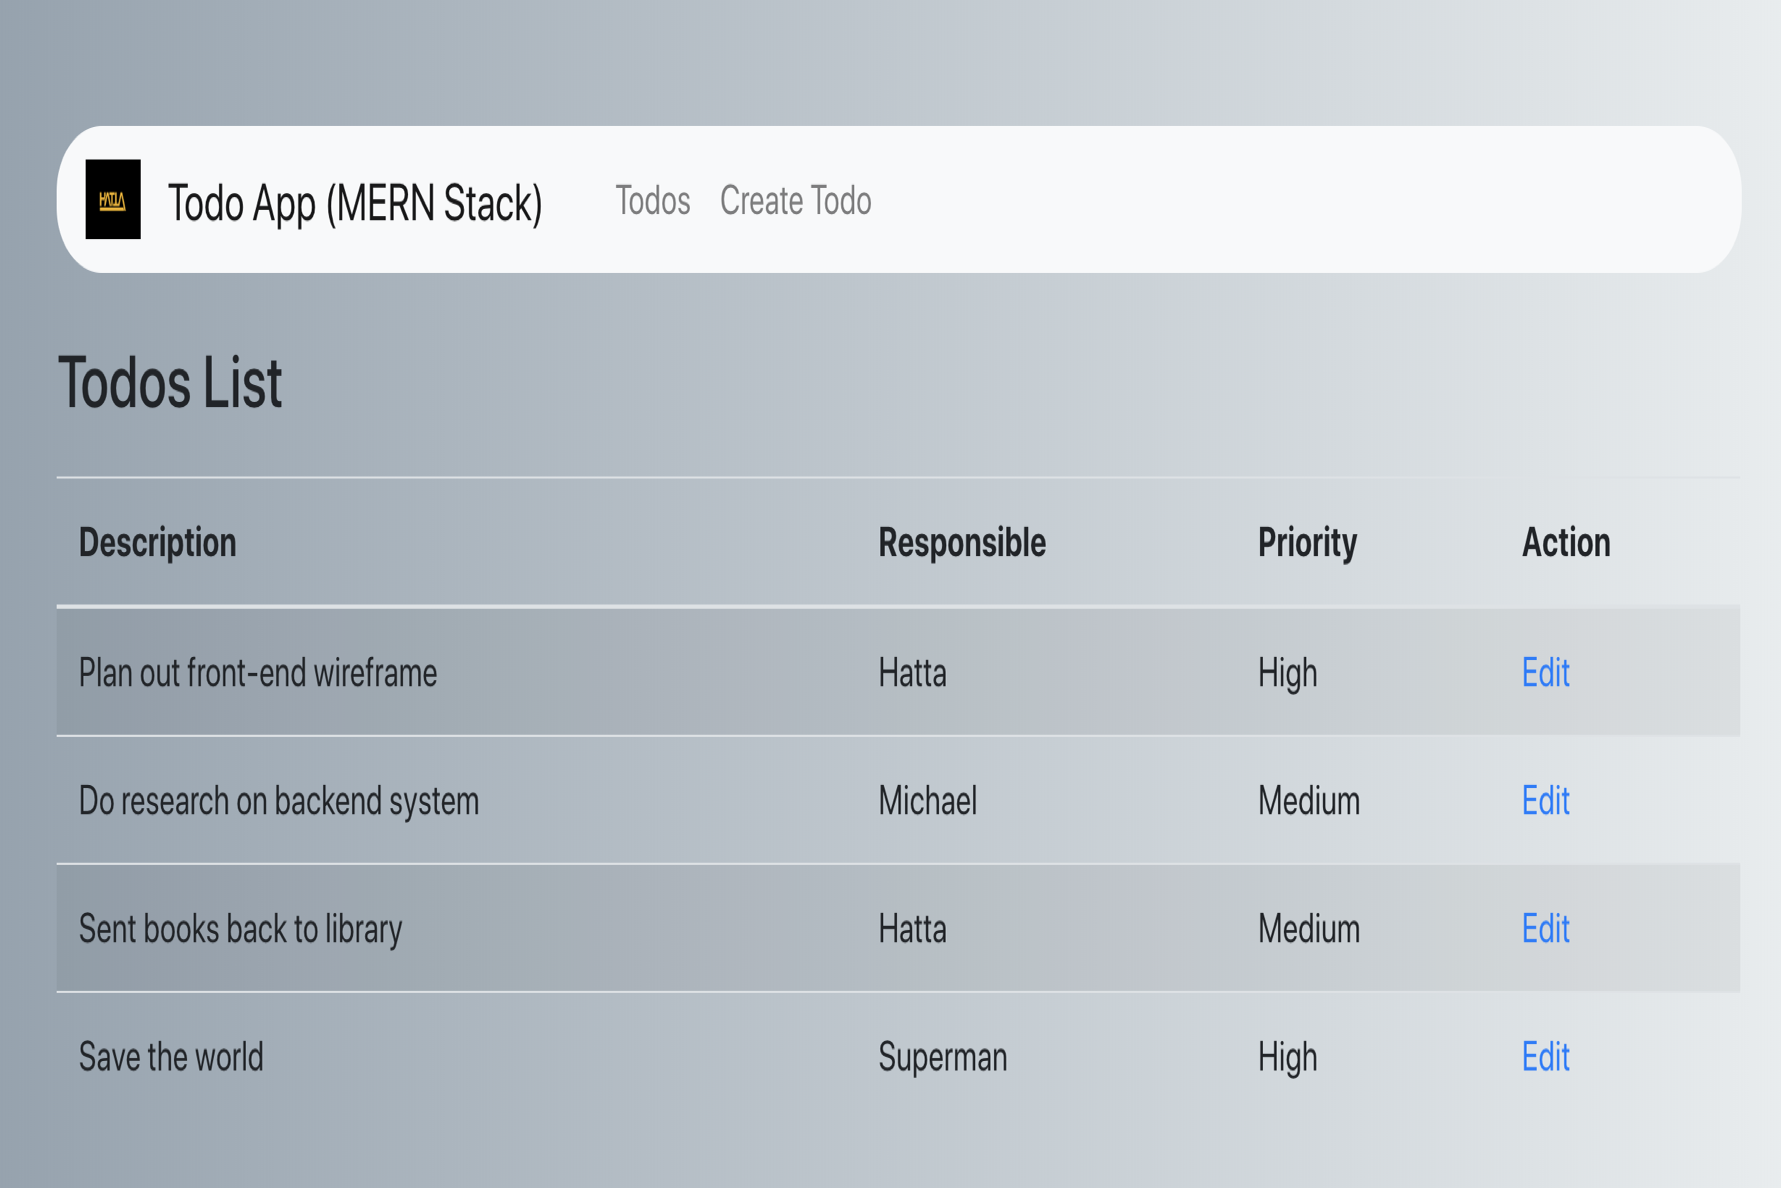 HATTA
Todo App (MERN Stack) Todos Create Todo
Todos List
Description Responsible Priority Action
Plan out front-end wireframe Hatta High Edit
Do research on backend system Michael Medium Edit
Sent books back to library Hatta Medium Edit
Save the world Superman High Edit